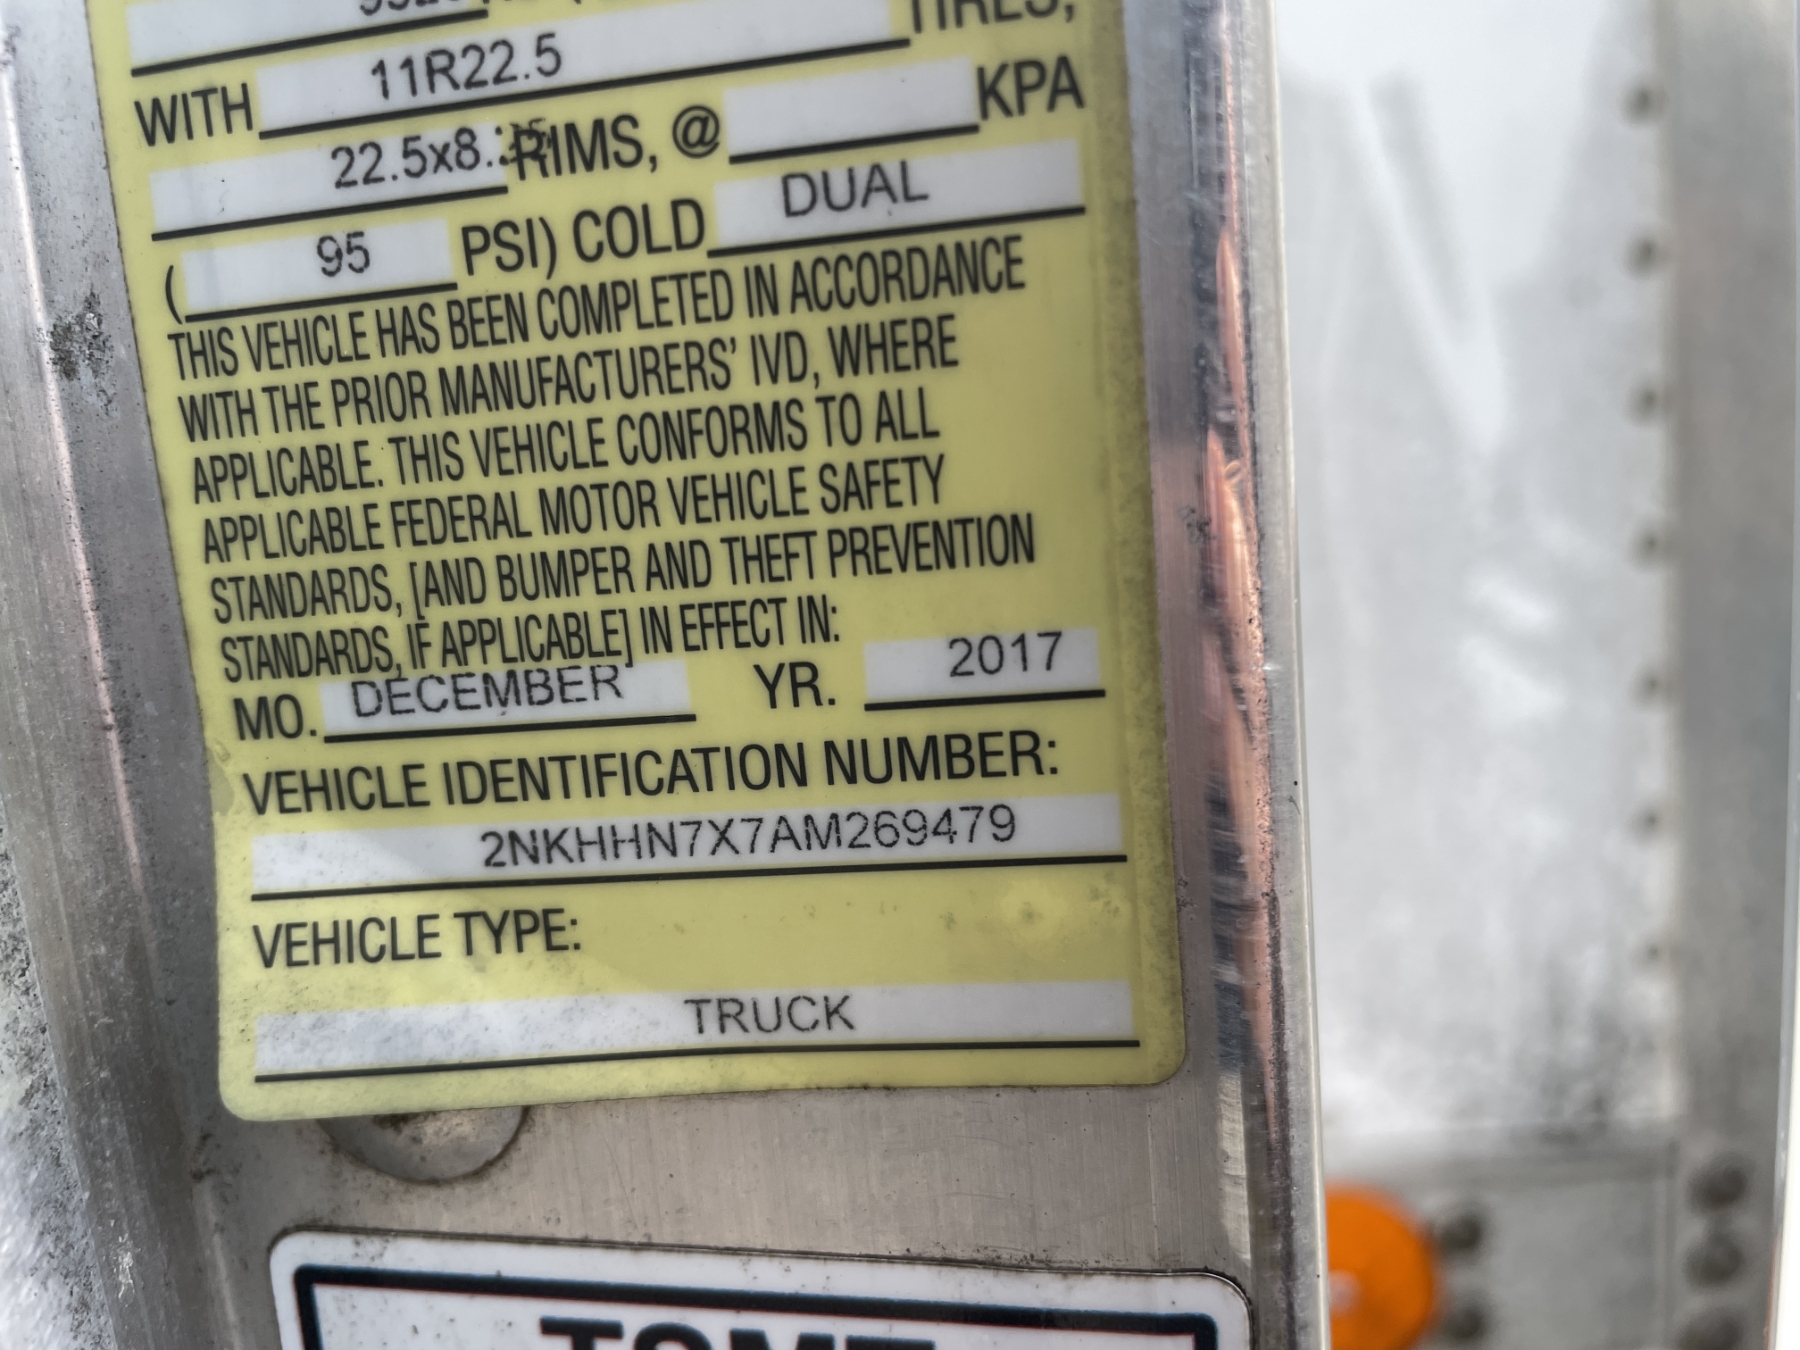 TIRES,
WITH 11R22.5
22.5x8.25 RIMS, @ KPA
( 95 PSI) COLD DUAL
THIS VEHICLE HAS BEEN COMPLETED IN ACCORDANCE
WITH THE PRIOR MANUFACTURERS' IVD, WHERE
APPLICABLE. THIS VEHICLE CONFORMS TO ALL
APPLICABLE FEDERAL MOTOR VEHICLE SAFETY
STANDARDS, [AND BUMPER AND THEFT PREVENTION
STANDARDS, IF APPLICABLE] IN EFFECT IN:
MO. DECEMBER YR. 2017
VEHICLE IDENTIFICATION NUMBER:
2NKHHN7X7AM269479
VEHICLE TYPE:
TRUCK